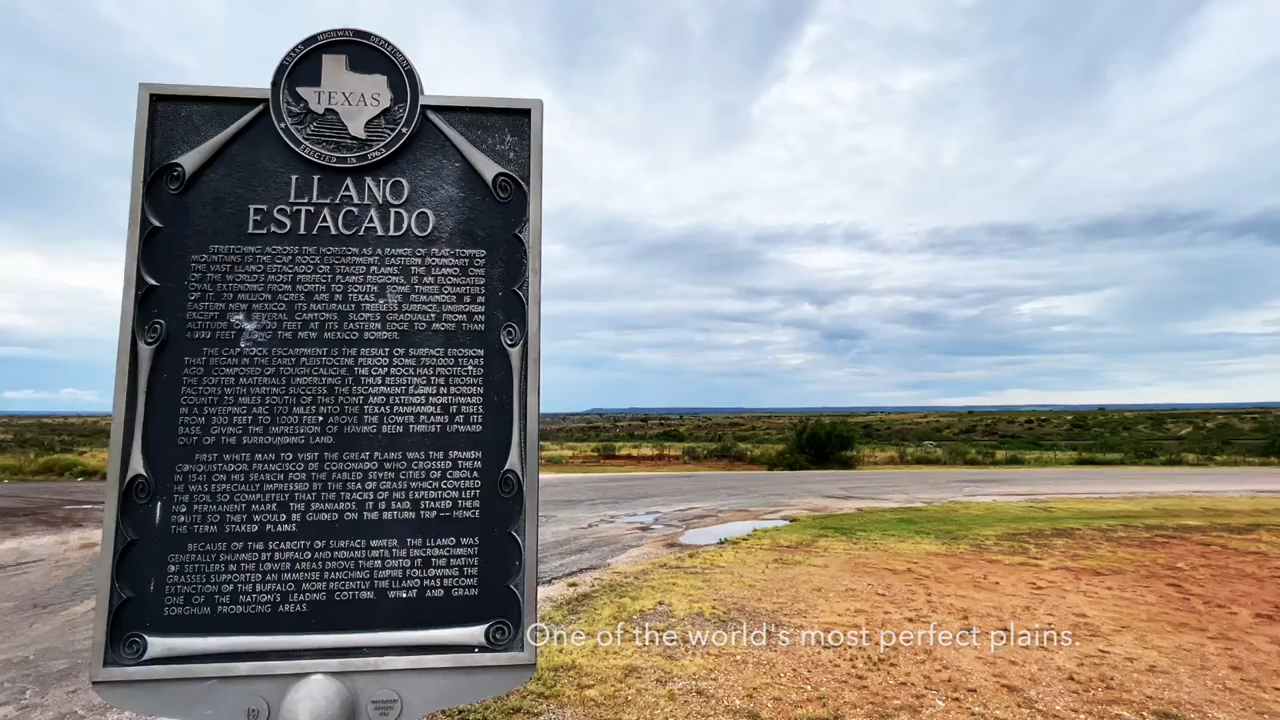 TEXAS HIGHWAY DEPARTMENT
TEXAS
ERECTED IN 1965
LLANO
ESTACADO
STRETCHING ACROSS THE HORIZON AS A RANGE OF FLAT-TOPPED
MOUNTAINS IS THE CAP ROCK ESCARPMENT, EASTERN BOUNDARY OF
THE VAST LLANO ESTACADO OR "STAKED PLAINS." THE LLANO, ONE
OF THE WORLD'S MOST PERFECT PLAINS REGIONS, IS AN ELONGATED
OVAL EXTENDING FROM NORTH TO SOUTH. SOME THREE QUARTERS
OF IT, 20 MILLION ACRES, ARE IN TEXAS. THE REMAINDER IS IN
EASTERN NEW MEXICO. ITS NATURALLY TREELESS SURFACE, UNBROKEN
EXCEPT FOR SEVERAL CANYONS, SLOPES GRADUALLY FROM AN
ALTITUDE OF 700 FEET AT ITS EASTERN EDGE TO MORE THAN
4,000 FEET ALONG THE NEW MEXICO BORDER.
THE CAP ROCK ESCARPMENT IS THE RESULT OF SURFACE EROSION
THAT BEGAN IN THE EARLY PLEISTOCENE PERIOD SOME 750,000 YEARS
AGO. COMPOSED OF TOUGH CALICHE, THE CAP ROCK HAS PROTECTED
THE SOFTER MATERIALS UNDERLYING IT, THUS RESISTING THE EROSIVE
FACTORS WITH VARYING SUCCESS. THE ESCARPMENT BEGINS IN BORDEN
COUNTY 25 MILES SOUTH OF THIS POINT AND EXTENDS NORTHWARD
IN A SWEEPING ARC 170 MILES INTO THE TEXAS PANHANDLE. IT RISES
FROM 300 FEET TO 1,000 FEET ABOVE THE LOWER PLAINS AT ITS
BASE, GIVING THE IMPRESSION OF HAVING BEEN THRUST UPWARD
OUT OF THE SURROUNDING LAND.
FIRST WHITE MAN TO VISIT THE GREAT PLAINS WAS THE SPANISH
CONQUISTADOR, FRANCISCO DE CORONADO WHO CROSSED THEM
IN 1541 ON HIS SEARCH FOR THE FABLED SEVEN CITIES OF CIBOLA.
HE WAS ESPECIALLY IMPRESSED BY THE SEA OF GRASS WHICH COVERED
THE SOIL SO COMPLETELY THAT THE TRACKS OF HIS EXPEDITION LEFT
NO PERMANENT MARK. THE SPANIARDS, IT IS SAID, STAKED THEIR
ROUTE SO THEY WOULD BE GUIDED ON THE RETURN TRIP -- HENCE
THE TERM "STAKED" PLAINS.
BECAUSE OF THE SCARCITY OF SURFACE WATER, THE LLANO WAS
GENERALLY SHUNNED BY BUFFALO AND INDIANS UNTIL THE ENCROACHMENT
OF SETTLERS IN THE LOWER AREAS DROVE THEM ONTO IT. THE NATIVE
GRASSES SUPPORTED AN IMMENSE RANCHING EMPIRE FOLLOWING THE
EXTINCTION OF THE BUFFALO. MORE RECENTLY THE LLANO HAS BECOME
ONE OF THE NATION'S LEADING COTTON, WHEAT AND GRAIN
SORGHUM PRODUCING AREAS.
One of the world's most perfect plains.